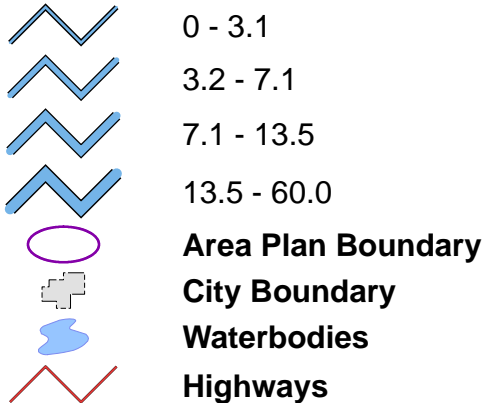 0 - 3.1
3.2 - 7.1
7.1 - 13.5
13.5 - 60.0
Area Plan Boundary
City Boundary
Waterbodies
Highways